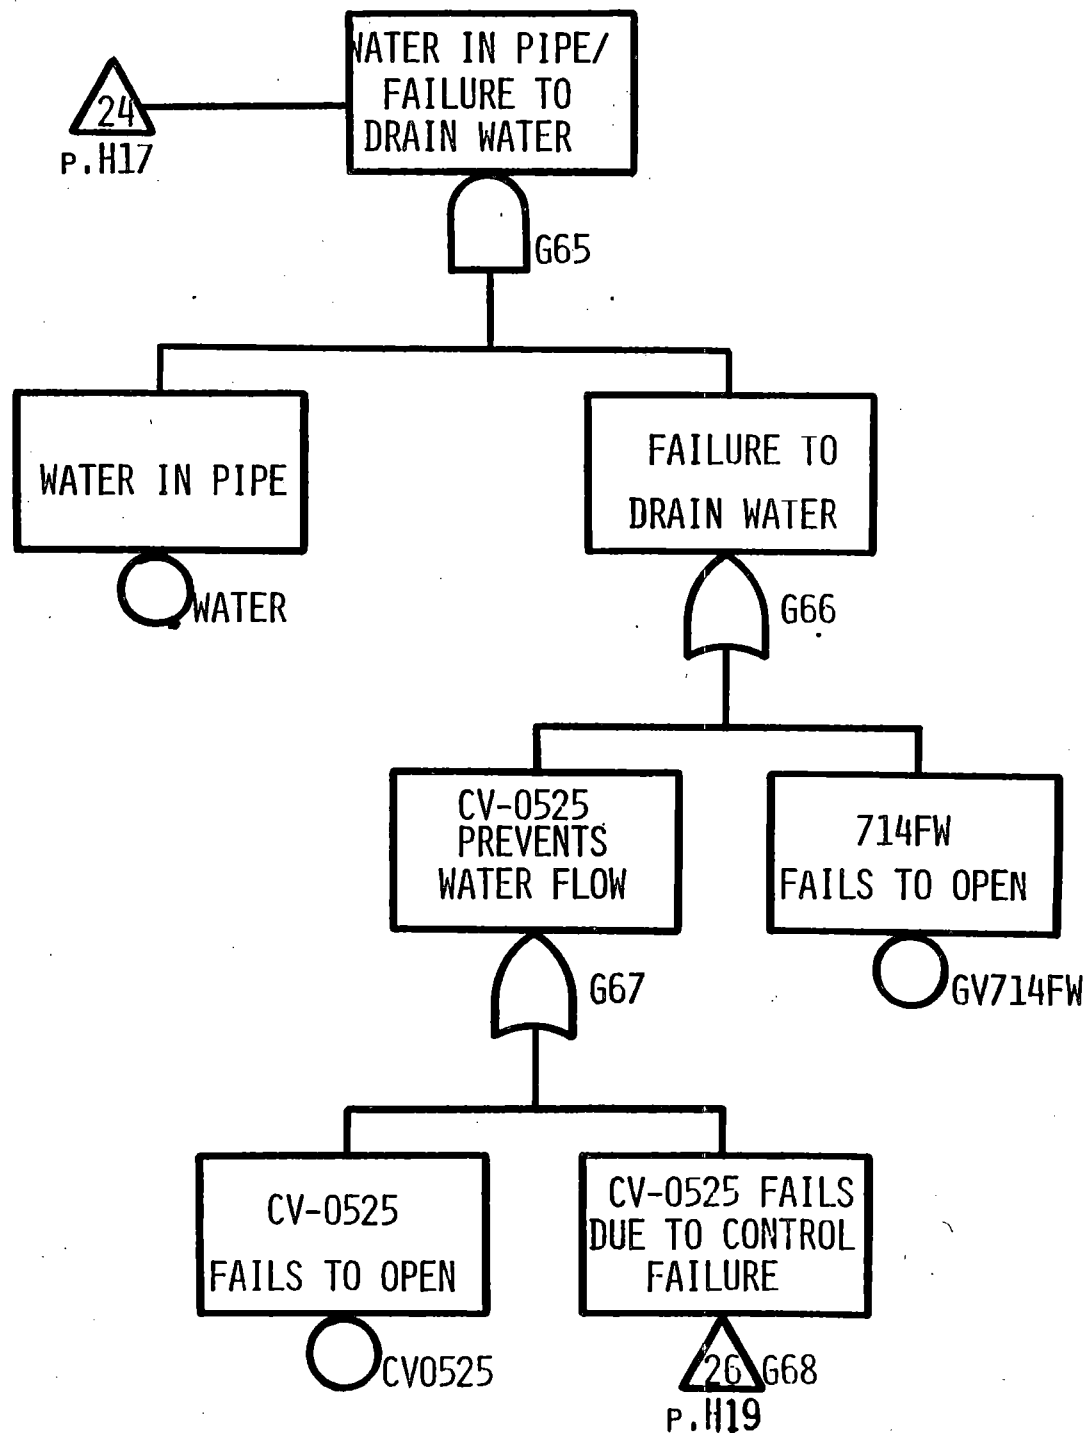 WATER IN PIPE/
FAILURE TO
DRAIN WATER
24
P.H17
G65
WATER IN PIPE
WATER
FAILURE TO
DRAIN WATER
G66
CV-0525
PREVENTS
WATER FLOW
714FW
FAILS TO OPEN
G67
GV714FW
CV-0525
FAILS TO OPEN
CV0525
CV-0525 FAILS
DUE TO CONTROL
FAILURE
26 G68
P.H19